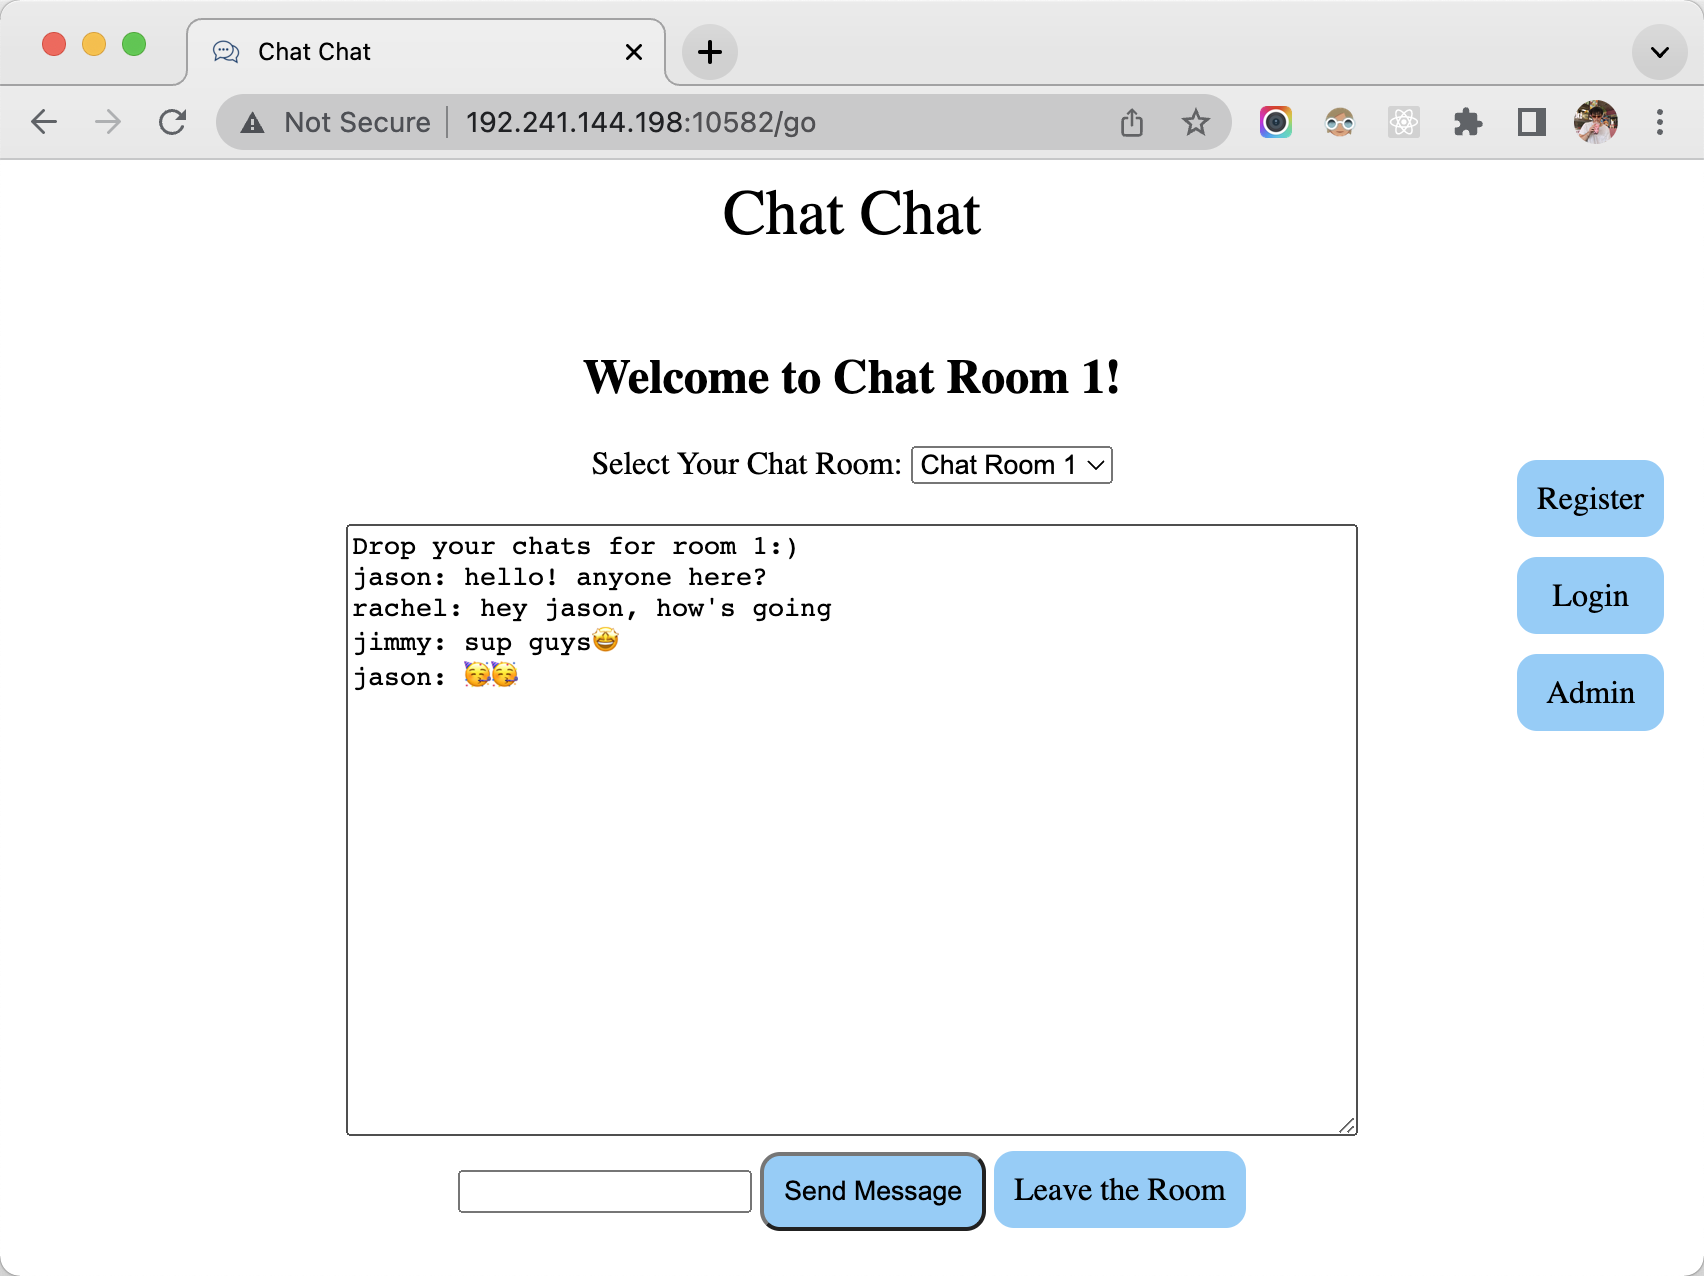 Chat Chat
Not Secure 192.241.144.198:10582/go
Chat Chat
Welcome to Chat Room 1!
Select Your Chat Room: Chat Room 1
Register
Login
Admin
Drop your chats for room 1:)
jason: hello! anyone here?
rachel: hey jason, how's going
jimmy: sup guys🤩
jason: 🥳🥳
Send Message
Leave the Room